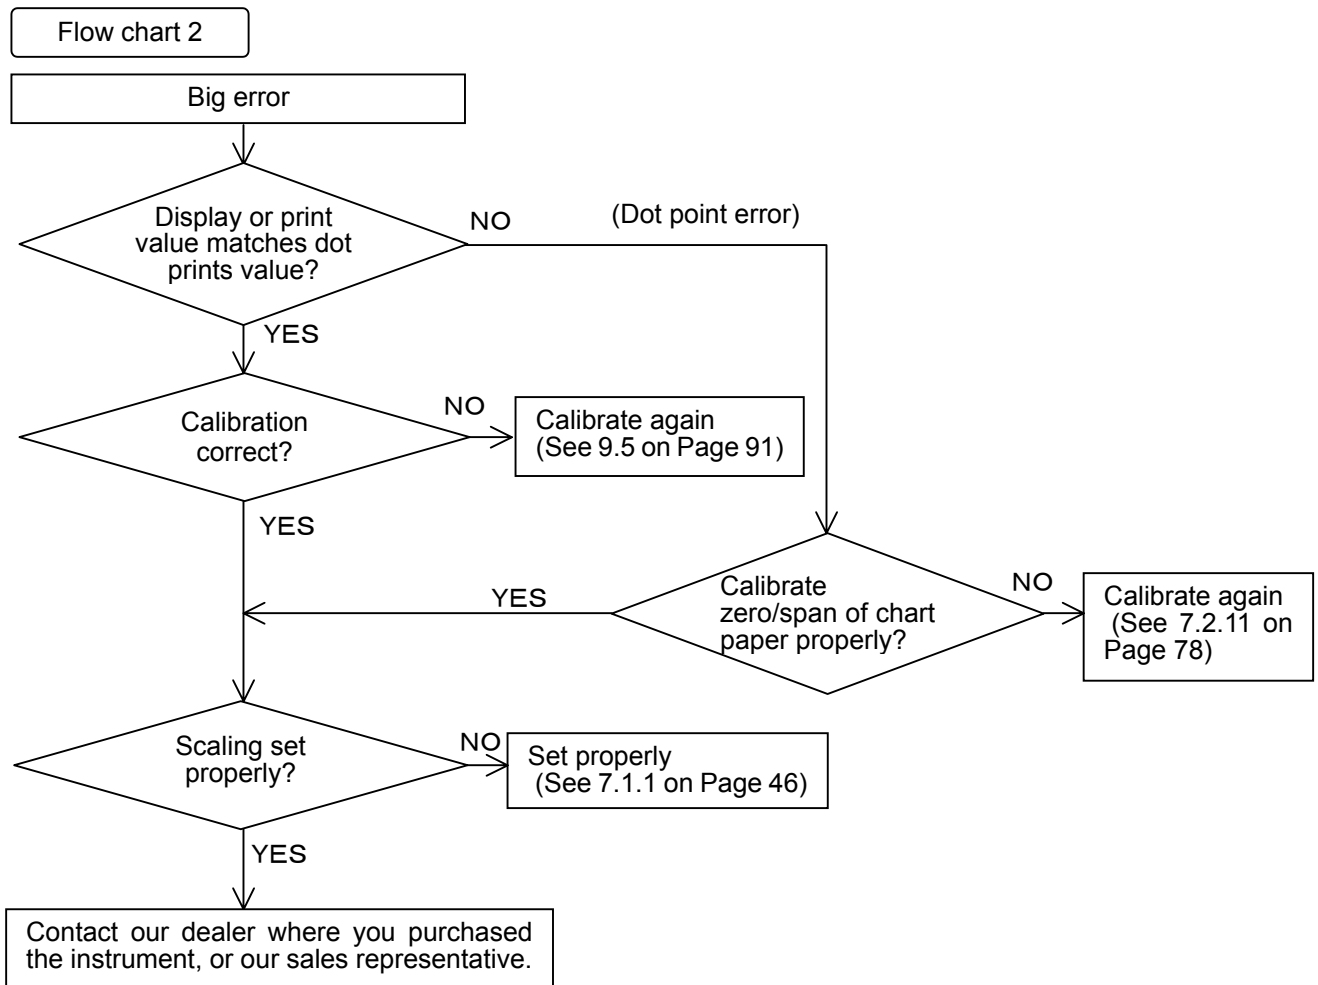 Flow chart 2
Big error
Display or print
value matches dot
prints value?
NO
(Dot point error)
YES
Calibration
correct?
NO
Calibrate again
(See 9.5 on Page 91)
YES
Calibrate
zero/span of chart
paper properly?
YES
NO
Calibrate again
(See 7.2.11 on
Page 78)
Scaling set
properly?
NO
Set properly
(See 7.1.1 on Page 46)
YES
Contact our dealer where you purchased
the instrument, or our sales representative.